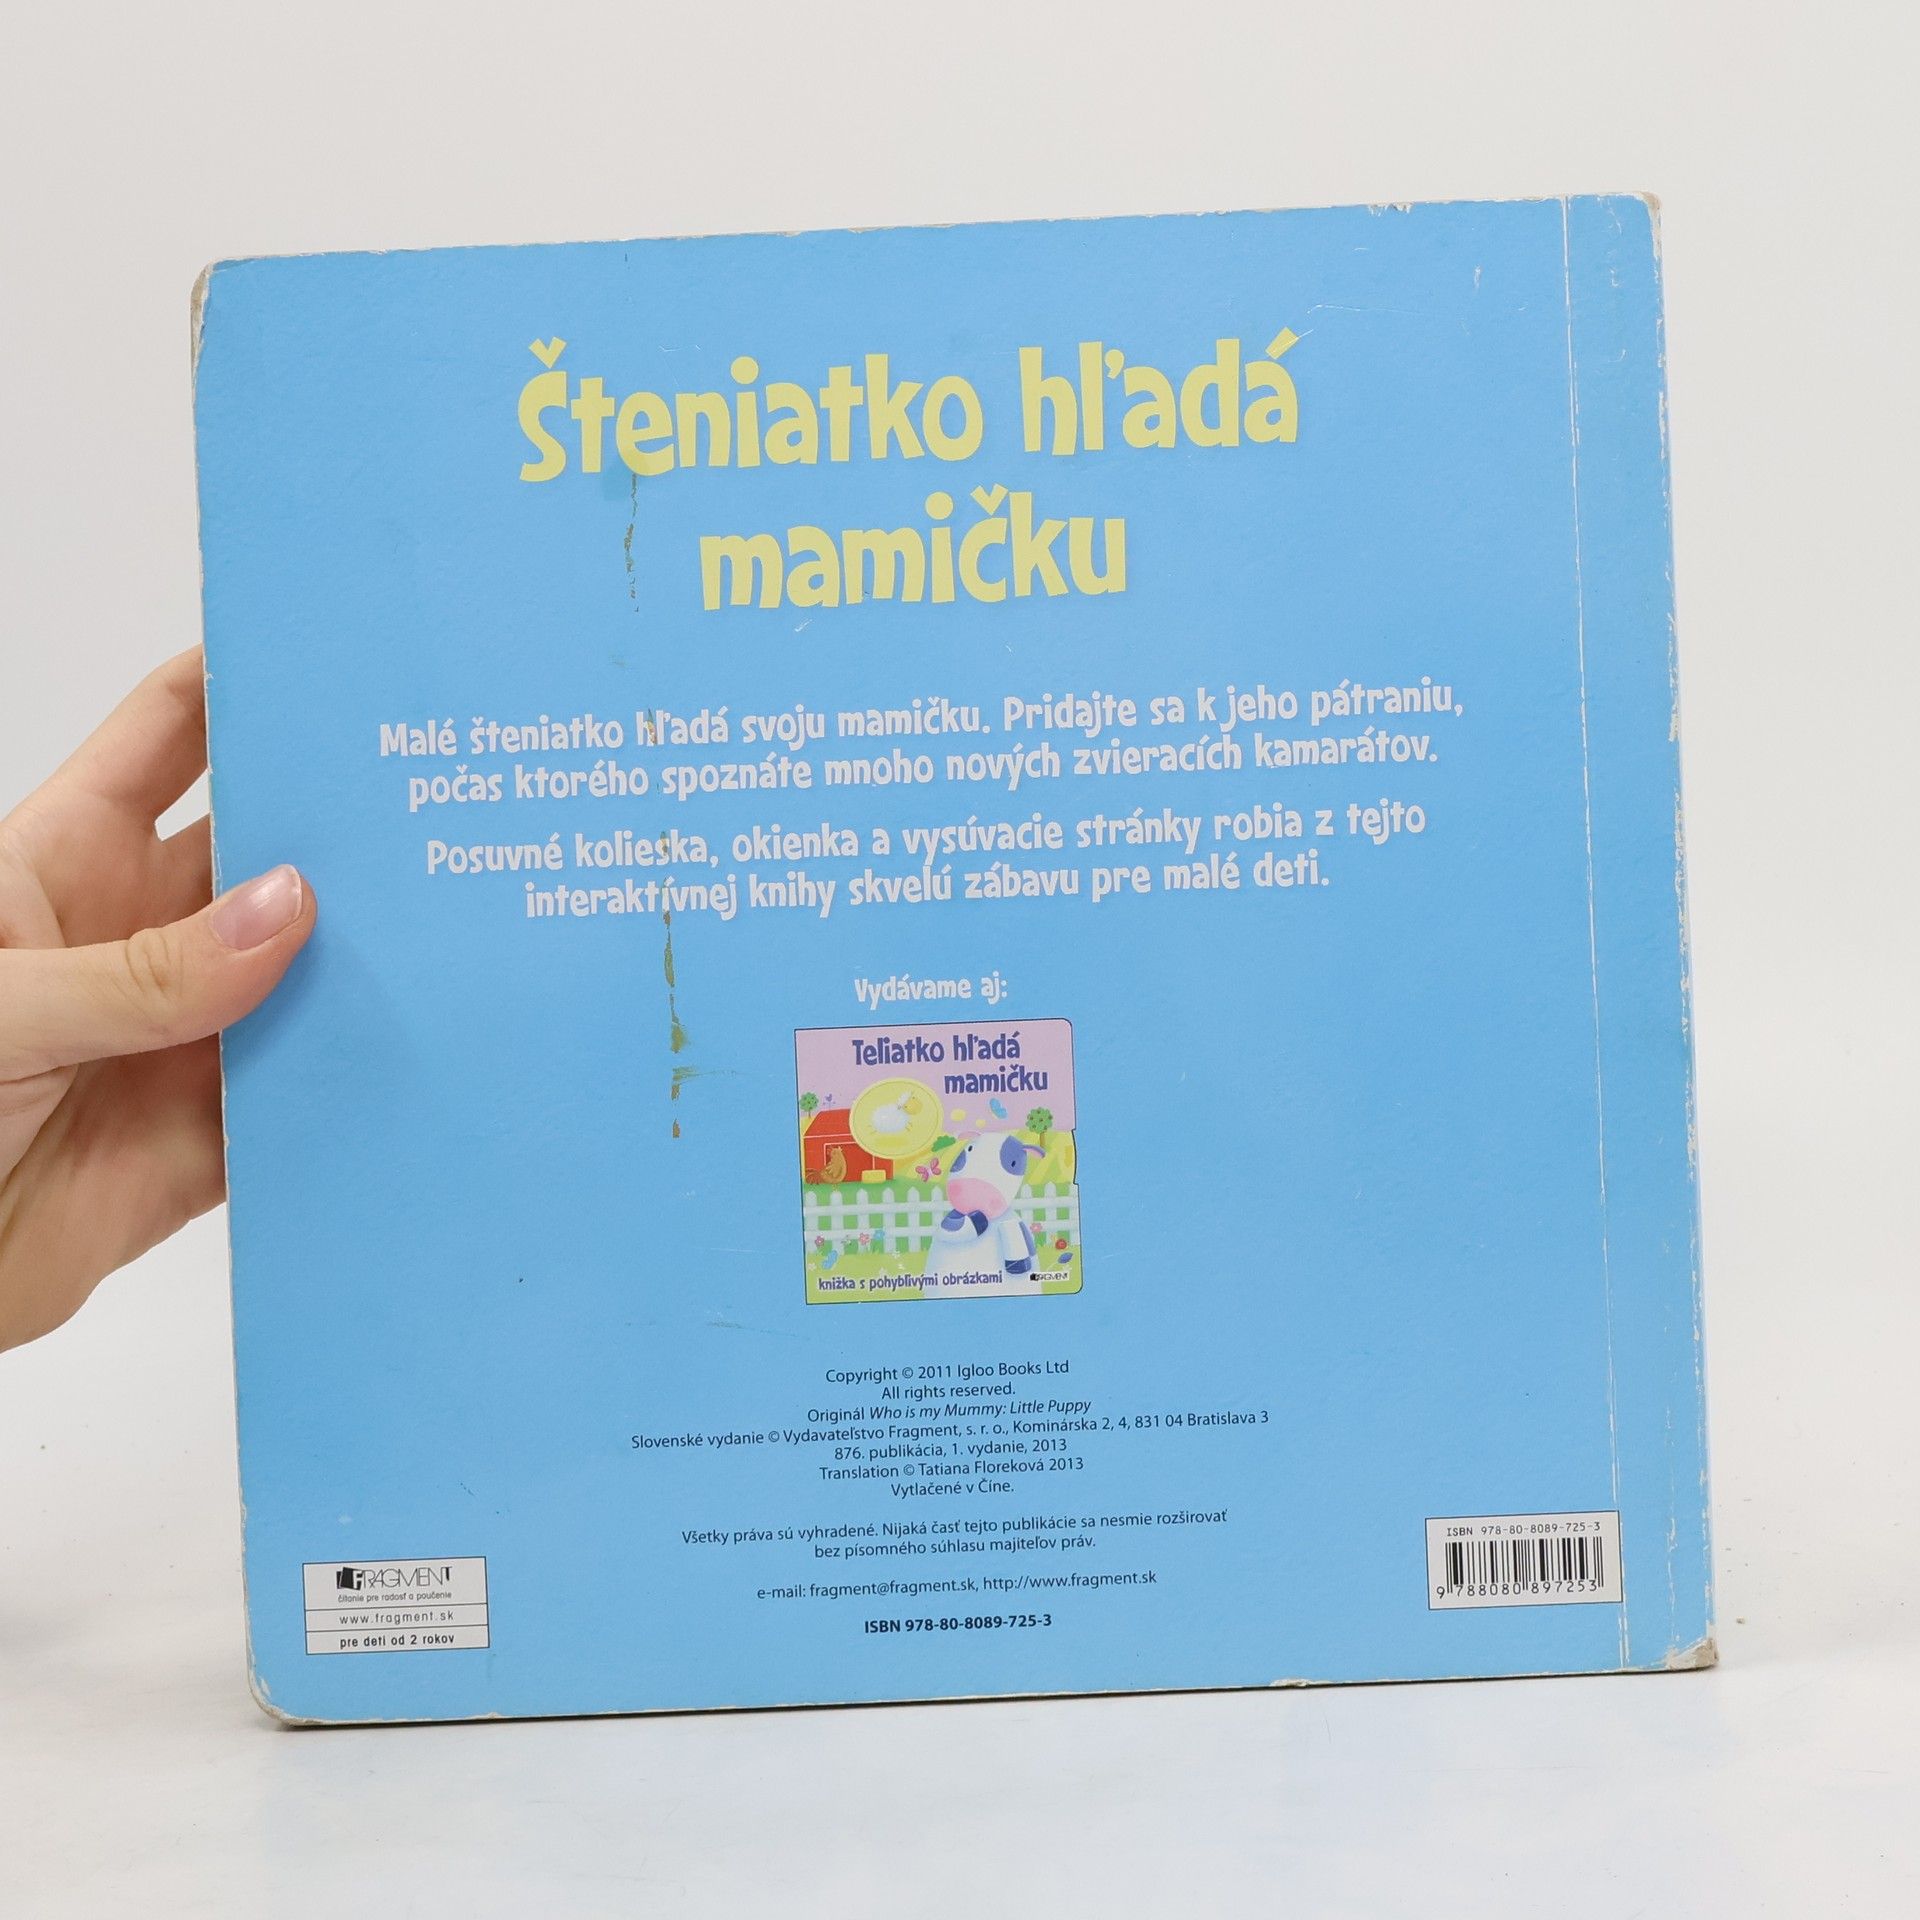 Šteniatko hľadá
mamičku
Malé šteniatko hľadá svoju mamičku. Pridajte sa k jeho pátraniu,
počas ktorého spoznáte mnoho nových zvieracích kamarátov.
Posuvné kolieska, okienka a vysúvacie stránky robia z tejto
interaktívnej knihy skvelú zábavu pre malé deti.
Vydávame aj:
Teliatko hľadá
mamičku
knižka s pohyblivými obrázkami
FRAGMENT
Copyright © 2011 Igloo Books Ltd
All rights reserved.
Originál Who is my Mummy: Little Puppy
Slovenské vydanie © Vydavateľstvo Fragment, s. r. o., Kominárska 2, 4, 831 04 Bratislava 3
876. publikácia, 1. vydanie, 2013
Translation © Tatiana Floreková 2013
Vytlačené v Číne.
Všetky práva sú vyhradené. Nijaká časť tejto publikácie sa nesmie rozširovať
bez písomného súhlasu majiteľov práv.
e-mail: fragment@fragment.sk, http://www.fragment.sk
ISBN 978-80-8089-725-3
FRAGMENT
čítanie pre radosť a poučenie
www.fragment.sk
pre deti od 2 rokov
ISBN 978-80-8089-725-3
9 788080 897253